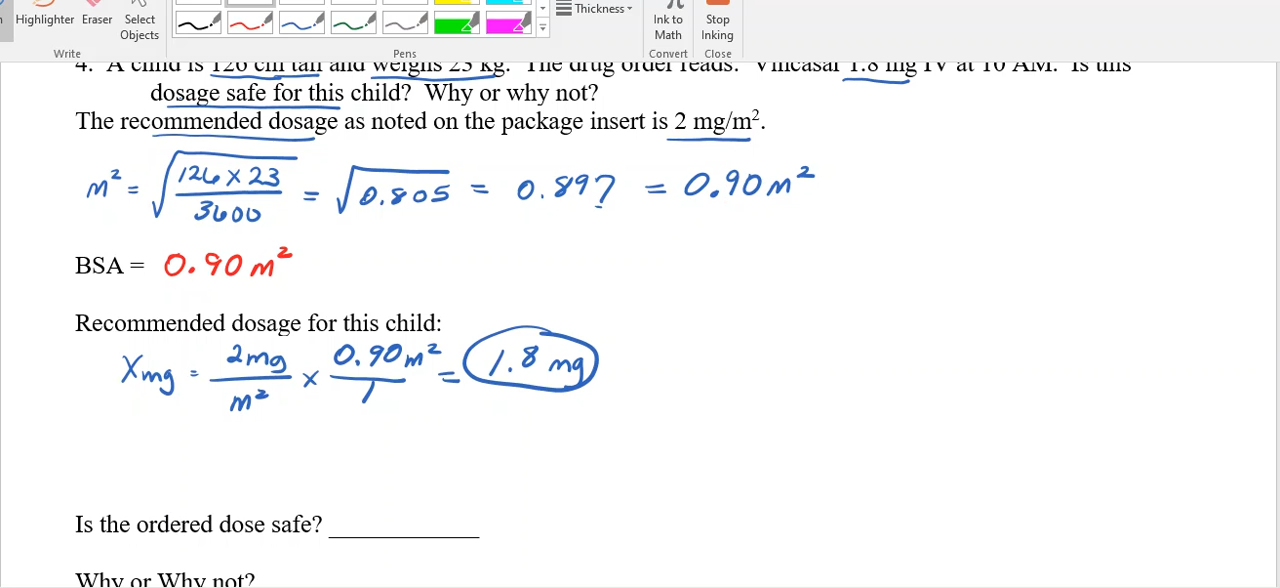 Highlighter Eraser Select Objects Thickness Ink to Math Stop Inking
Write Pens Convert Close
4. A child is 126 cm tall and weighs 23 kg. The drug order reads: Vincasar 1.8 mg IV at 10 AM. Is this
dosage safe for this child? Why or why not?
The recommended dosage as noted on the package insert is 2 mg/m².
m² = √(126 x 23 / 3600) = √0.805 = 0.897 = 0.90 m²
BSA = 0.90 m²
Recommended dosage for this child:
X mg = 2mg / m² x 0.90 m² / 1 = 1.8 mg
Is the ordered dose safe? ____________
Why or Why not?